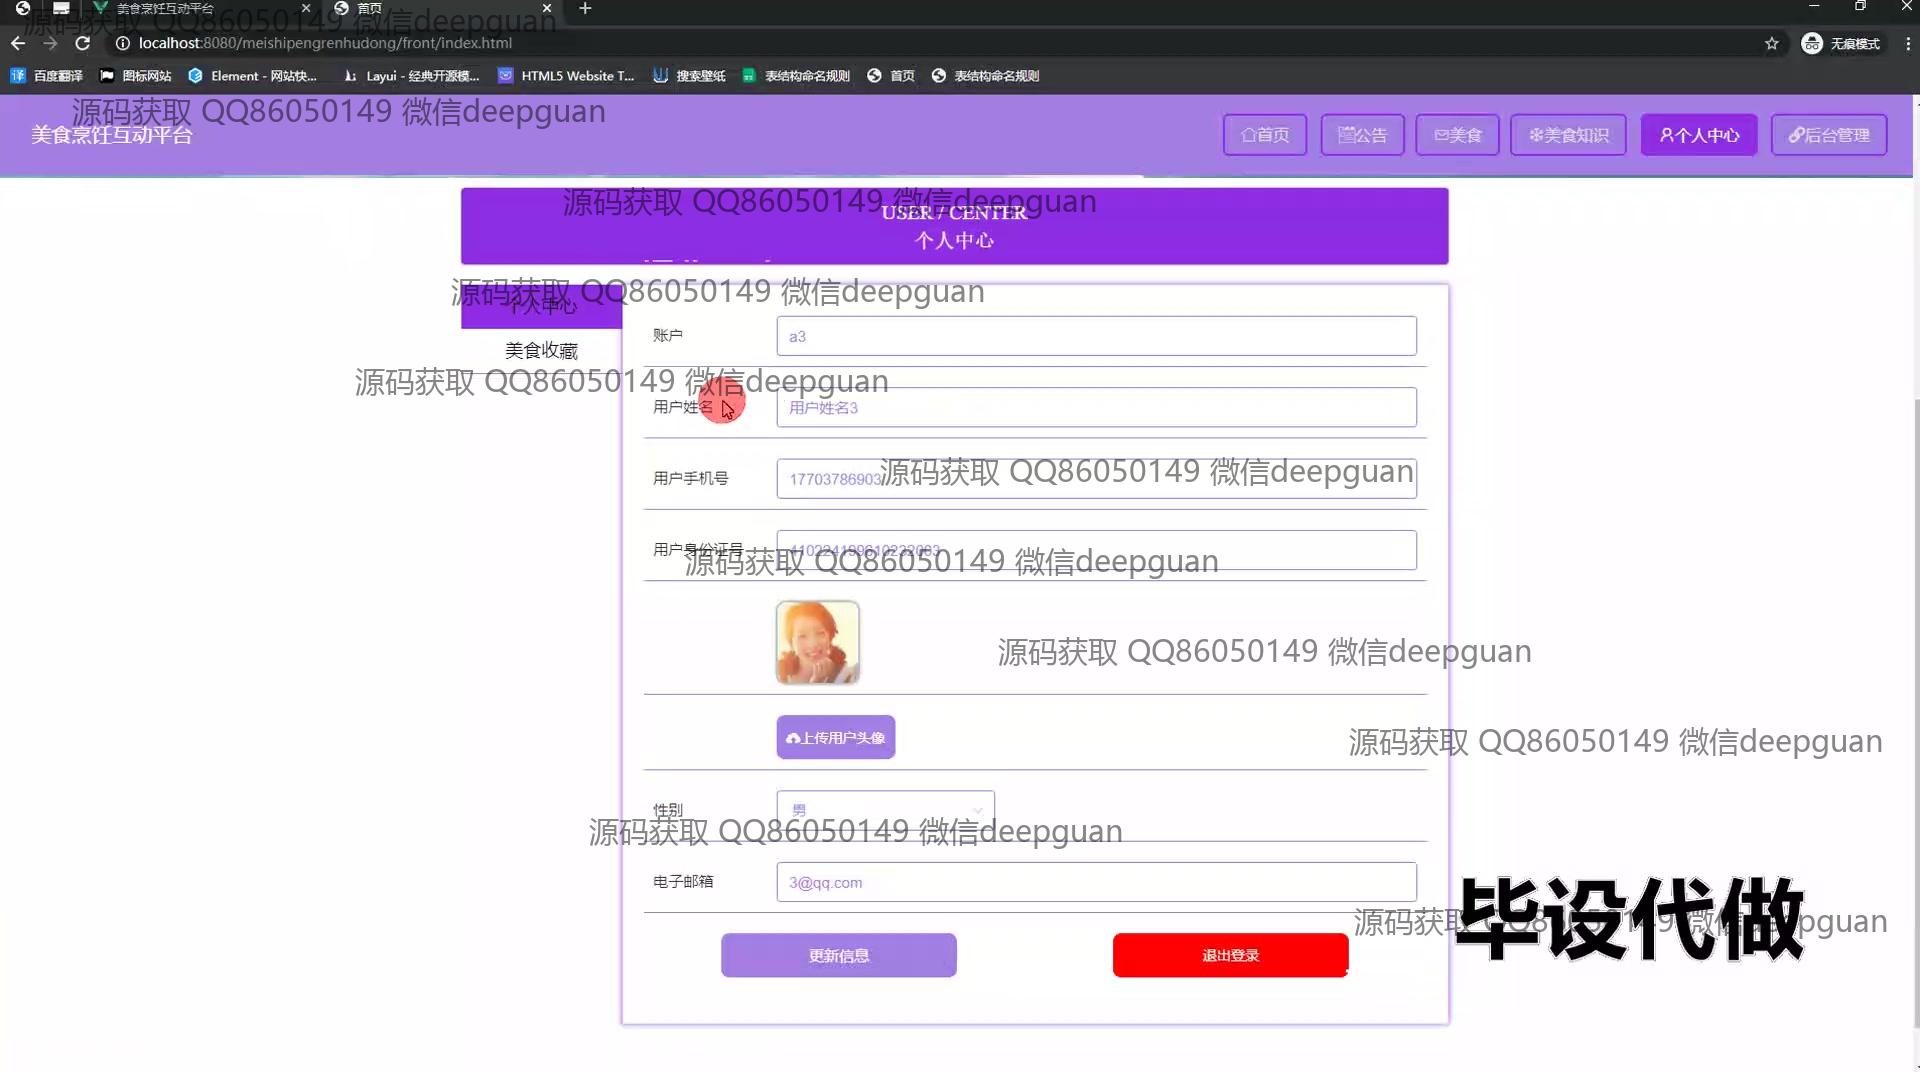 美食烹饪互动平台
首页
源码获取 QQ86050149 微信deepguan
localhost:8080/meishipengrenhudong/front/index.html
无痕模式
百度翻译
图标网站
Element - 网站快...
Layui - 经典开源模...
HTML5 Website T...
搜索壁纸
表结构命名规则
首页
表结构命名规则
源码获取 QQ86050149 微信deepguan
美食烹饪互动平台
首页
公告
美食
美食知识
个人中心
后台管理
源码获取 QQ86050149 微信deepguan
USER / CENTER
个人中心
源码获取 QQ86050149 微信deepguan
个人中心
账户
a3
美食收藏
源码获取 QQ86050149 微信deepguan
用户姓名
用户姓名3
用户手机号
17703786903
源码获取 QQ86050149 微信deepguan
用户身份证号
源码获取 QQ86050149 微信deepguan
源码获取 QQ86050149 微信deepguan
上传用户头像
源码获取 QQ86050149 微信deepguan
性别
男
源码获取 QQ86050149 微信deepguan
电子邮箱
3@qq.com
源码获取 QQ86050149 微信deepguan
毕设代做
更新信息
退出登录